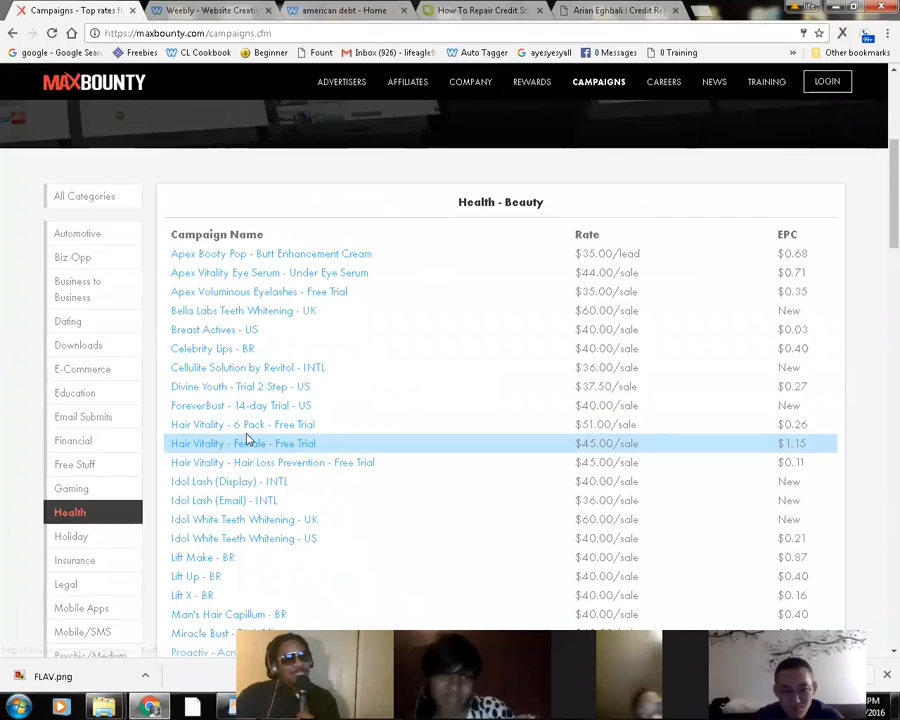 Campaigns - Top rates f
Weebly - Website Creati
american debt - Home
How To Repair Credit Sc
Arian Eghbali : Credit Re
life
https://maxbounty.com/campaigns.cfm
google - Google Searc
Freebies
CL Cookbook
Beginner
Fount
Inbox (926) - lifeagle9
Auto Tagger
ayesyesyall
0 Messages
0 Training
»
Other bookmarks
MAXBOUNTY
ADVERTISERS
AFFILIATES
COMPANY
REWARDS
CAMPAIGNS
CAREERS
NEWS
TRAINING
LOGIN
All Categories
Automotive
Biz Opp
Business to
Business
Dating
Downloads
E-Commerce
Education
Email Submits
Financial
Free Stuff
Gaming
Health
Holiday
Insurance
Legal
Mobile Apps
Mobile/SMS
Psychic/Medium
Health - Beauty
Campaign Name Rate EPC
Apex Booty Pop - Butt Enhancement Cream $35.00/lead $0.68
Apex Vitality Eye Serum - Under Eye Serum $44.00/sale $0.71
Apex Voluminous Eyelashes - Free Trial $35.00/sale $0.35
Bella Labs Teeth Whitening - UK $60.00/sale New
Breast Actives - US $40.00/sale $0.03
Celebrity Lips - BR $40.00/sale $0.40
Cellulite Solution by Revitol - INTL $36.00/sale New
Divine Youth - Trial 2 Step - US $37.50/sale $0.27
ForeverBust - 14-day Trial - US $40.00/sale New
Hair Vitality - 6 Pack - Free Trial $51.00/sale $0.26
Hair Vitality - Female - Free Trial $45.00/sale $1.15
Hair Vitality - Hair Loss Prevention - Free Trial $45.00/sale $0.11
Idol Lash (Display) - INTL $40.00/sale New
Idol Lash (Email) - INTL $36.00/sale New
Idol White Teeth Whitening - UK $60.00/sale New
Idol White Teeth Whitening - US $40.00/sale $0.21
Lift Make - BR $40.00/sale $0.87
Lift Up - BR $40.00/sale $0.40
Lift X - BR $40.00/sale $0.16
Man's Hair Capillum - BR $40.00/sale $0.40
Miracle Bust -
Proactiv - Acn
FLAV.png
PM
/2016